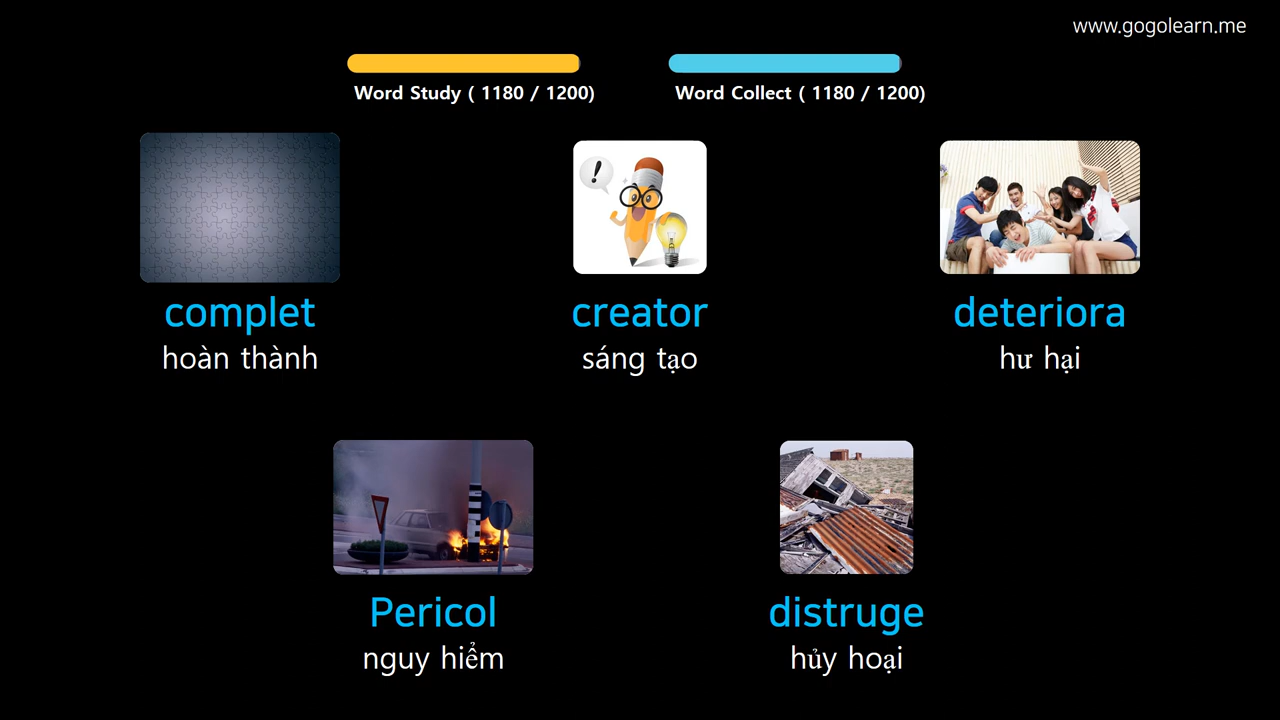 www.gogolearn.me
Word Study ( 1180 / 1200)
Word Collect ( 1180 / 1200)
!
complet
creator
deteriora
hoàn thành
sáng tạo
hư hại
Pericol
distruge
nguy hiểm
hủy hoại